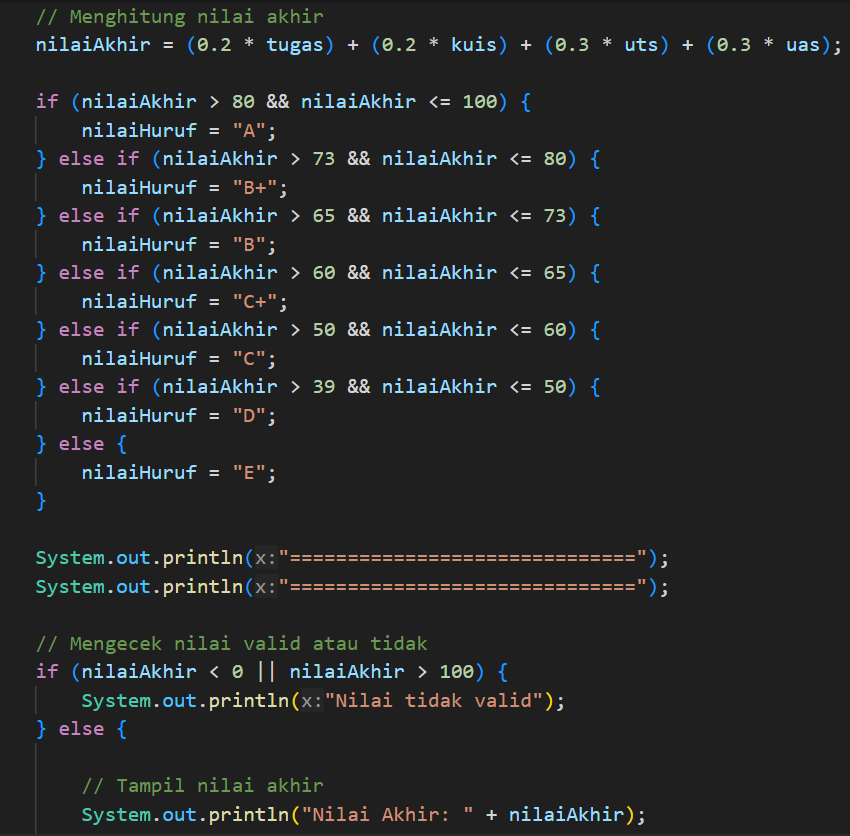 // Menghitung nilai akhir
nilaiAkhir = (0.2 * tugas) + (0.2 * kuis) + (0.3 * uts) + (0.3 * uas);
if (nilaiAkhir > 80 && nilaiAkhir <= 100) {
nilaiHuruf = "A";
} else if (nilaiAkhir > 73 && nilaiAkhir <= 80) {
nilaiHuruf = "B+";
} else if (nilaiAkhir > 65 && nilaiAkhir <= 73) {
nilaiHuruf = "B";
} else if (nilaiAkhir > 60 && nilaiAkhir <= 65) {
nilaiHuruf = "C+";
} else if (nilaiAkhir > 50 && nilaiAkhir <= 60) {
nilaiHuruf = "C";
} else if (nilaiAkhir > 39 && nilaiAkhir <= 50) {
nilaiHuruf = "D";
} else {
nilaiHuruf = "E";
}
System.out.println(x:"==============================");
System.out.println(x:"==============================");
// Mengecek nilai valid atau tidak
if (nilaiAkhir < 0 || nilaiAkhir > 100) {
System.out.println(x:"Nilai tidak valid");
} else {
// Tampil nilai akhir
System.out.println("Nilai Akhir: " + nilaiAkhir);